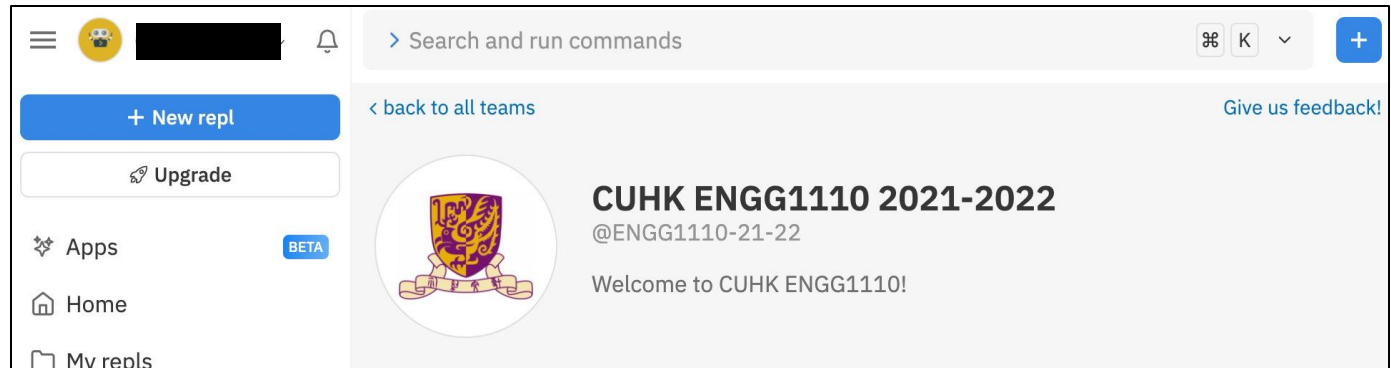 > Search and run commands
⌘ K
+ New repl
< back to all teams
Give us feedback!
Upgrade
CUHK ENGG1110 2021-2022
@ENGG1110-21-22
Apps
BETA
Welcome to CUHK ENGG1110!
Home
My repls